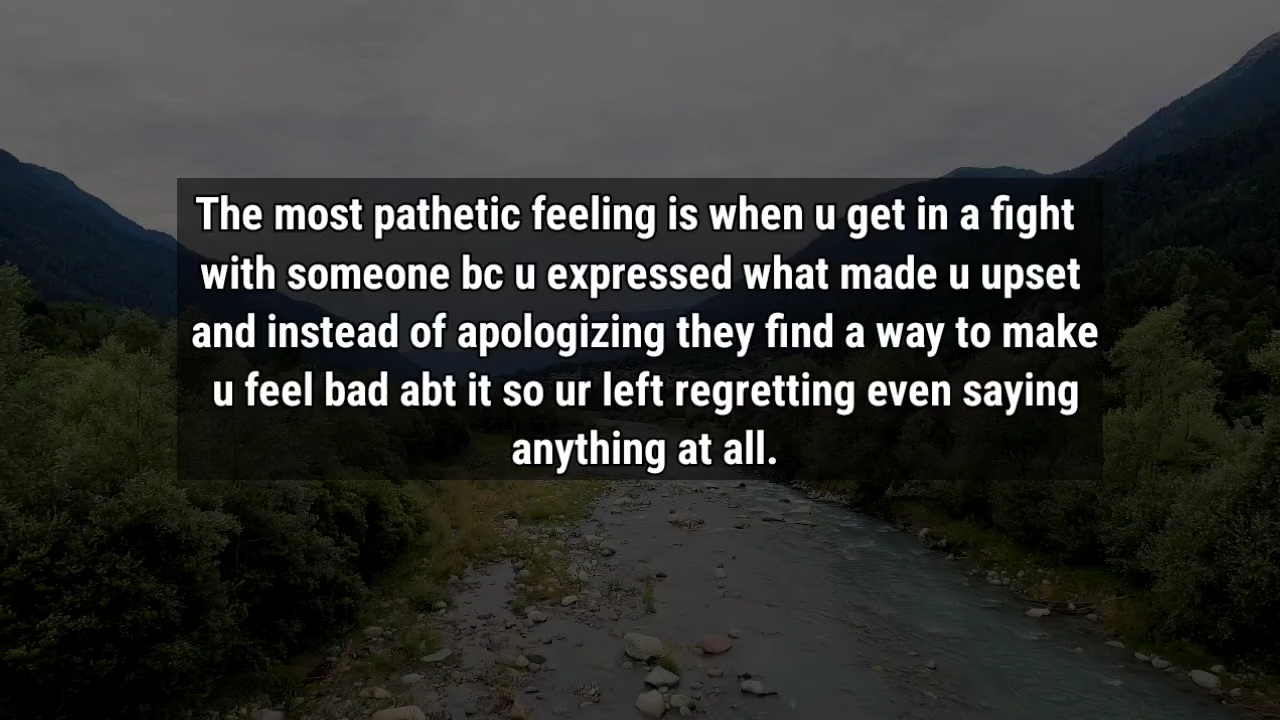 The most pathetic feeling is when u get in a fight
with someone bc u expressed what made u upset
and instead of apologizing they find a way to make
u feel bad abt it so ur left regretting even saying
anything at all.